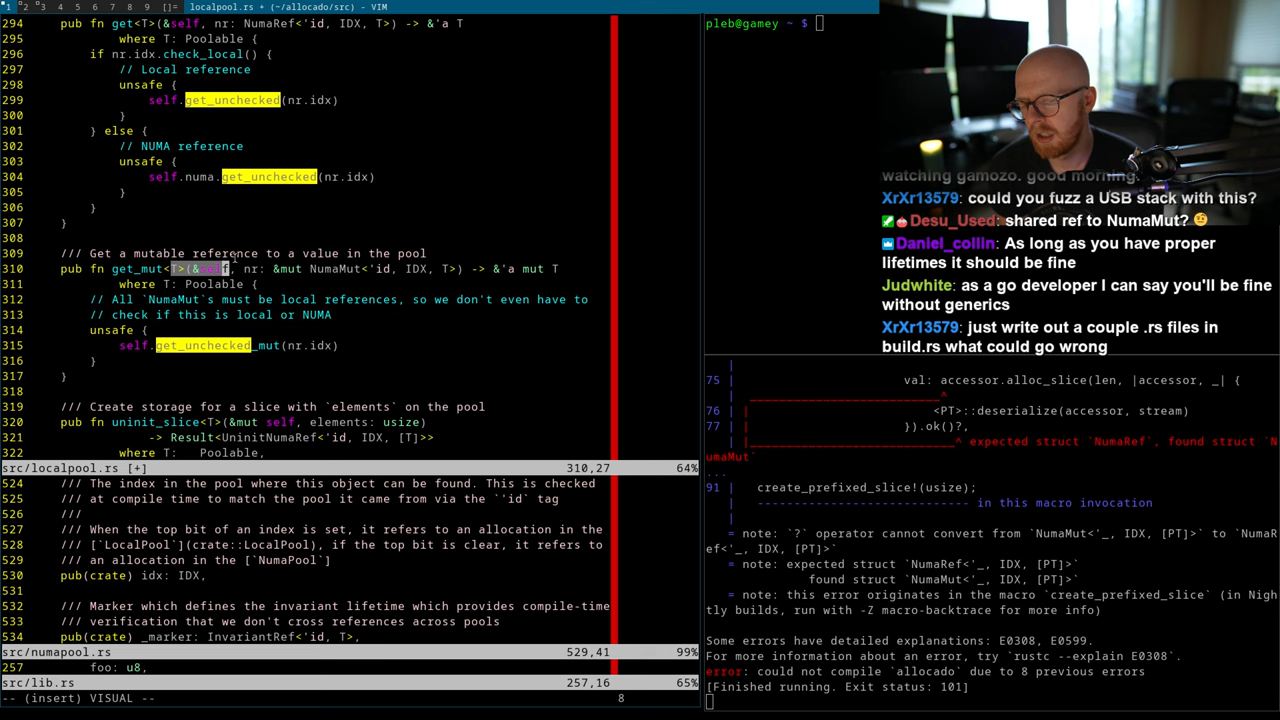 1 2 3 4 5 6 7 8 9 []= localpool.rs + (~/allocado/src) - VIM
294 pub fn get<T>(&self, nr: NumaRef<'id, IDX, T>) -> &'a T
295 where T: Poolable {
296 if nr.idx.check_local() {
297 // Local reference
298 unsafe {
299 self.get_unchecked(nr.idx)
300 }
301 } else {
302 // NUMA reference
303 unsafe {
304 self.numa.get_unchecked(nr.idx)
305 }
306 }
307 }
308
309 /// Get a mutable reference to a value in the pool
310 pub fn get_mut<T>(&self, nr: &mut NumaMut<'id, IDX, T>) -> &'a mut T
311 where T: Poolable {
312 // All `NumaMut`s must be local references, so we don't even have to
313 // check if this is local or NUMA
314 unsafe {
315 self.get_unchecked_mut(nr.idx)
316 }
317 }
318
319 /// Create storage for a slice with `elements` on the pool
320 pub fn uninit_slice<T>(&mut self, elements: usize)
321 -> Result<UninitNumaRef<'id, IDX, [T]>>
322 where T: Poolable,
src/localpool.rs [+] 310,27 64%
524 /// The index in the pool where this object can be found. This is checked
525 /// at compile time to match the pool it came from via the `'id` tag
526 ///
527 /// When the top bit of an index is set, it refers to an allocation in the
528 /// [`LocalPool`](crate::LocalPool), if the top bit is clear, it refers to
529 /// an allocation in the [`NumaPool`]
530 pub(crate) idx: IDX,
531
532 /// Marker which defines the invariant lifetime which provides compile-time
533 /// verification that we don't cross references across pools
534 pub(crate) _marker: InvariantRef<'id, T>,
src/numapool.rs 529,41 99%
257 foo: u8,
src/lib.rs 257,16 65%
-- (insert) VISUAL -- 8
pleb@gamey ~ $
watching gamozo. good morning.
XrXr13579: could you fuzz a USB stack with this?
Desu_Used: shared ref to NumaMut? 🤨
Daniel_collin: As long as you have proper
lifetimes it should be fine
Judwhite: as a go developer I can say you'll be fine
without generics
XrXr13579: just write out a couple .rs files in
build.rs what could go wrong
|
75 | val: accessor.alloc_slice(len, |accessor, _| {
| ____________________________^
76 | | <PT>::deserialize(accessor, stream)
77 | | }).ok()?,
| |____________________________^ expected struct `NumaRef`, found struct `N
umaMut`
...
91 | create_prefixed_slice!(usize);
| ----------------------------- in this macro invocation
|
= note: `?` operator cannot convert from `NumaMut<'_, IDX, [PT]>` to `NumaR
ef<'_, IDX, [PT]>`
= note: expected struct `NumaRef<'_, IDX, [PT]>`
found struct `NumaMut<'_, IDX, [PT]>`
= note: this error originates in the macro `create_prefixed_slice` (in Nigh
tly builds, run with -Z macro-backtrace for more info)
Some errors have detailed explanations: E0308, E0599.
For more information about an error, try `rustc --explain E0308`.
error: could not compile `allocado` due to 8 previous errors
[Finished running. Exit status: 101]